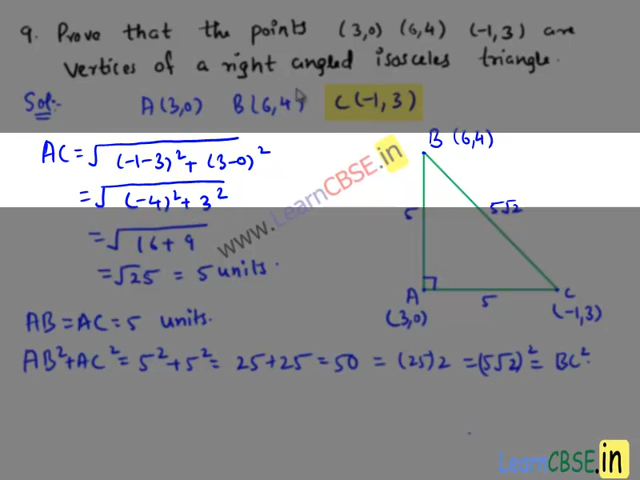 9. Prove that the points (3,0) (6,4) (-1,3) are
vertices of a right angled isosceles triangle.
Sol:- A(3,0) B(6,4) C(-1,3)
AC = √(-1-3)² + (3-0)²
= √(-4)² + 3²
= √16 + 9
= √25 = 5 units.
AB = AC = 5 units.
AB² + AC² = 5² + 5² = 25 + 25 = 50 = (25)2 = (5√2)² = BC².
B (6,4)
5
5√2
A
(3,0)
5
C
(-1,3)
www.LearnCBSE.in
LearnCBSE.in